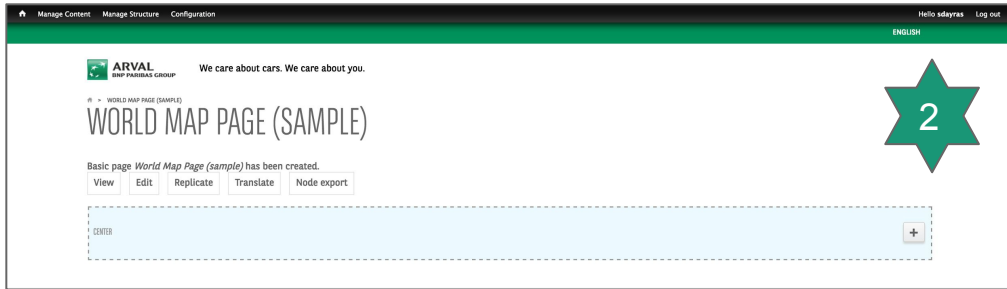 Manage Content Manage Structure Configuration Hello sdayras Log out
ENGLISH
ARVAL
BNP PARIBAS GROUP
We care about cars. We care about you.
WORLD MAP PAGE (SAMPLE)
WORLD MAP PAGE (SAMPLE)
2
Basic page World Map Page (sample) has been created.
View Edit Replicate Translate Node export
CENTER +